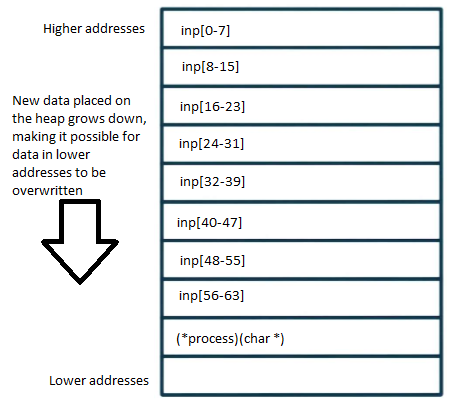 Higher addresses
inp[0-7]
inp[8-15]
New data placed on
the heap grows down,
making it possible for
data in lower
addresses to be
overwritten
inp[16-23]
inp[24-31]
inp[32-39]
inp[40-47]
inp[48-55]
inp[56-63]
(*process)(char *)
Lower addresses